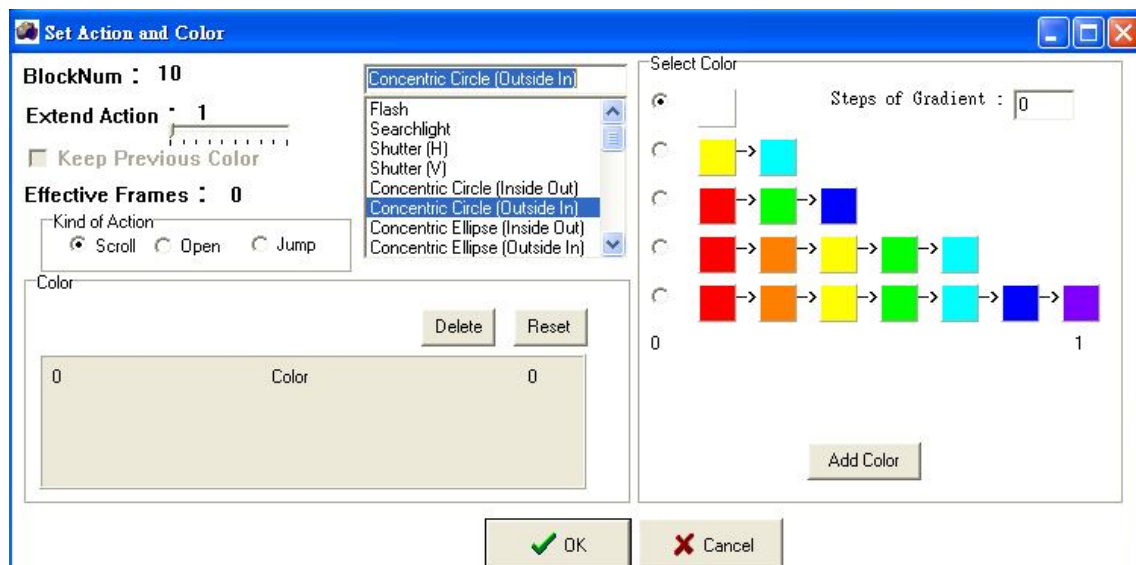 Set Action and Color
BlockNum : 10
Extend Action : 1
Keep Previous Color
Effective Frames : 0
Kind of Action
Scroll Open Jump
Concentric Circle (Outside In)
Flash
Searchlight
Shutter (H)
Shutter (V)
Concentric Circle (Inside Out)
Concentric Circle (Outside In)
Concentric Ellipse (Inside Out)
Concentric Ellipse (Outside In)
Color
Delete Reset
0 Color 0
Select Color
Steps of Gradient : 0
->
-> ->
-> -> -> ->
-> -> -> -> -> ->
0 1
Add Color
OK Cancel